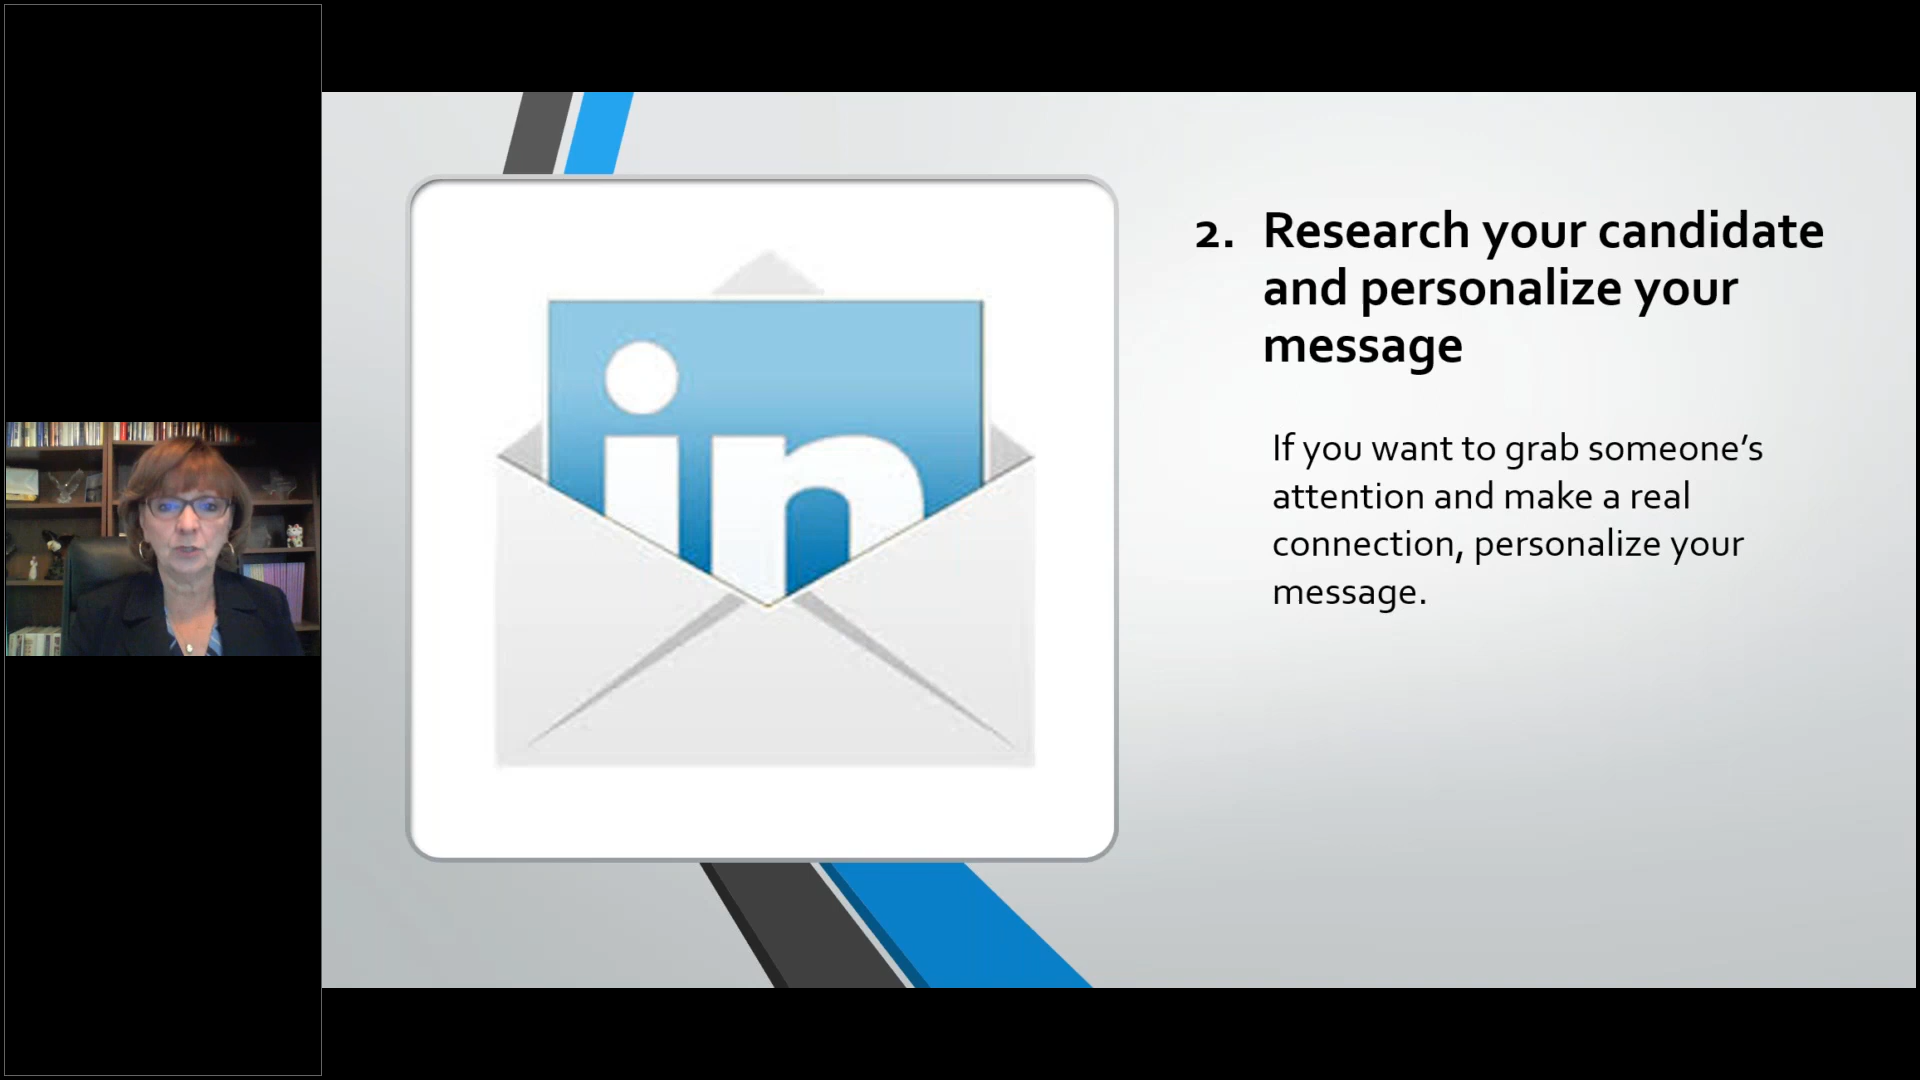 in
2. Research your candidate
and personalize your
message
If you want to grab someone’s
attention and make a real
connection, personalize your
message.